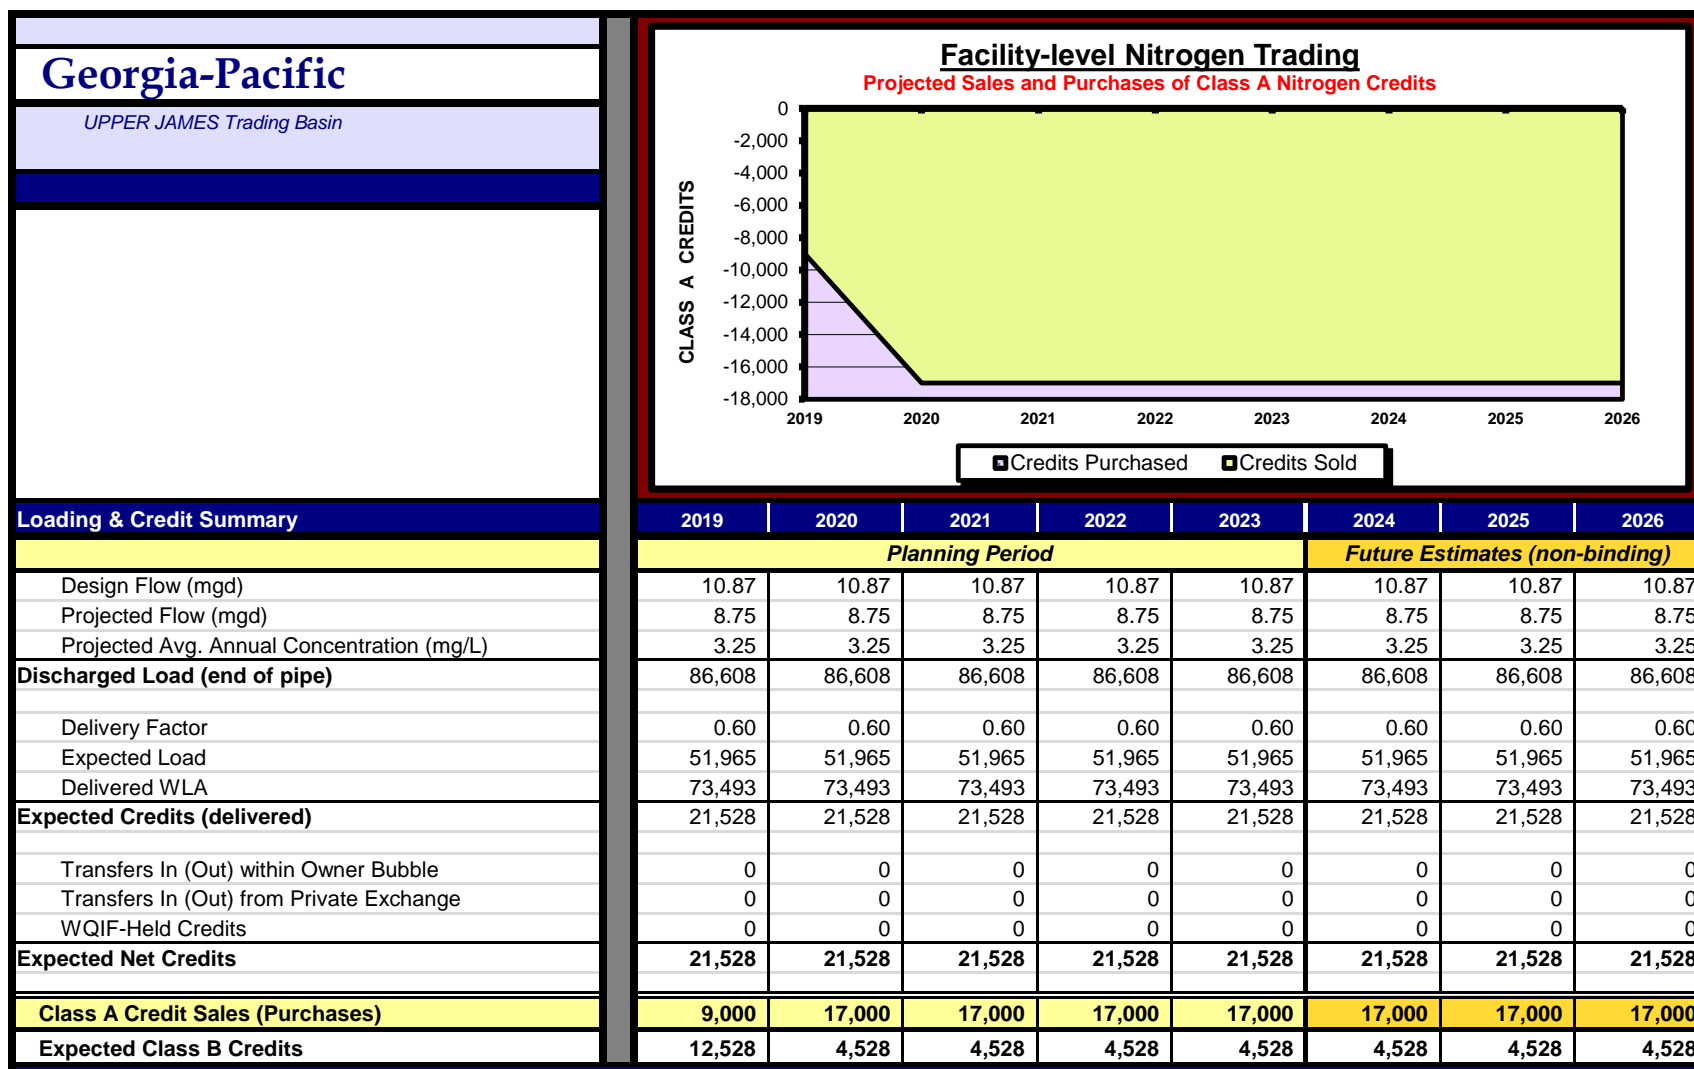 Georgia-Pacific
UPPER JAMES Trading Basin
Facility-level Nitrogen Trading
Projected Sales and Purchases of Class A Nitrogen Credits
CLASS A CREDITS
0
-2,000
-4,000
-6,000
-8,000
-10,000
-12,000
-14,000
-16,000
-18,000
2019 2020 2021 2022 2023 2024 2025 2026
Credits Purchased Credits Sold
Loading & Credit Summary 2019 2020 2021 2022 2023 2024 2025 2026
Planning Period Future Estimates (non-binding)
Design Flow (mgd) 10.87 10.87 10.87 10.87 10.87 10.87 10.87 10.87
Projected Flow (mgd) 8.75 8.75 8.75 8.75 8.75 8.75 8.75 8.75
Projected Avg. Annual Concentration (mg/L) 3.25 3.25 3.25 3.25 3.25 3.25 3.25 3.25
Discharged Load (end of pipe) 86,608 86,608 86,608 86,608 86,608 86,608 86,608 86,608
Delivery Factor 0.60 0.60 0.60 0.60 0.60 0.60 0.60 0.60
Expected Load 51,965 51,965 51,965 51,965 51,965 51,965 51,965 51,965
Delivered WLA 73,493 73,493 73,493 73,493 73,493 73,493 73,493 73,493
Expected Credits (delivered) 21,528 21,528 21,528 21,528 21,528 21,528 21,528 21,528
Transfers In (Out) within Owner Bubble 0 0 0 0 0 0 0 0
Transfers In (Out) from Private Exchange 0 0 0 0 0 0 0 0
WQIF-Held Credits 0 0 0 0 0 0 0 0
Expected Net Credits 21,528 21,528 21,528 21,528 21,528 21,528 21,528 21,528
Class A Credit Sales (Purchases) 9,000 17,000 17,000 17,000 17,000 17,000 17,000 17,000
Expected Class B Credits 12,528 4,528 4,528 4,528 4,528 4,528 4,528 4,528